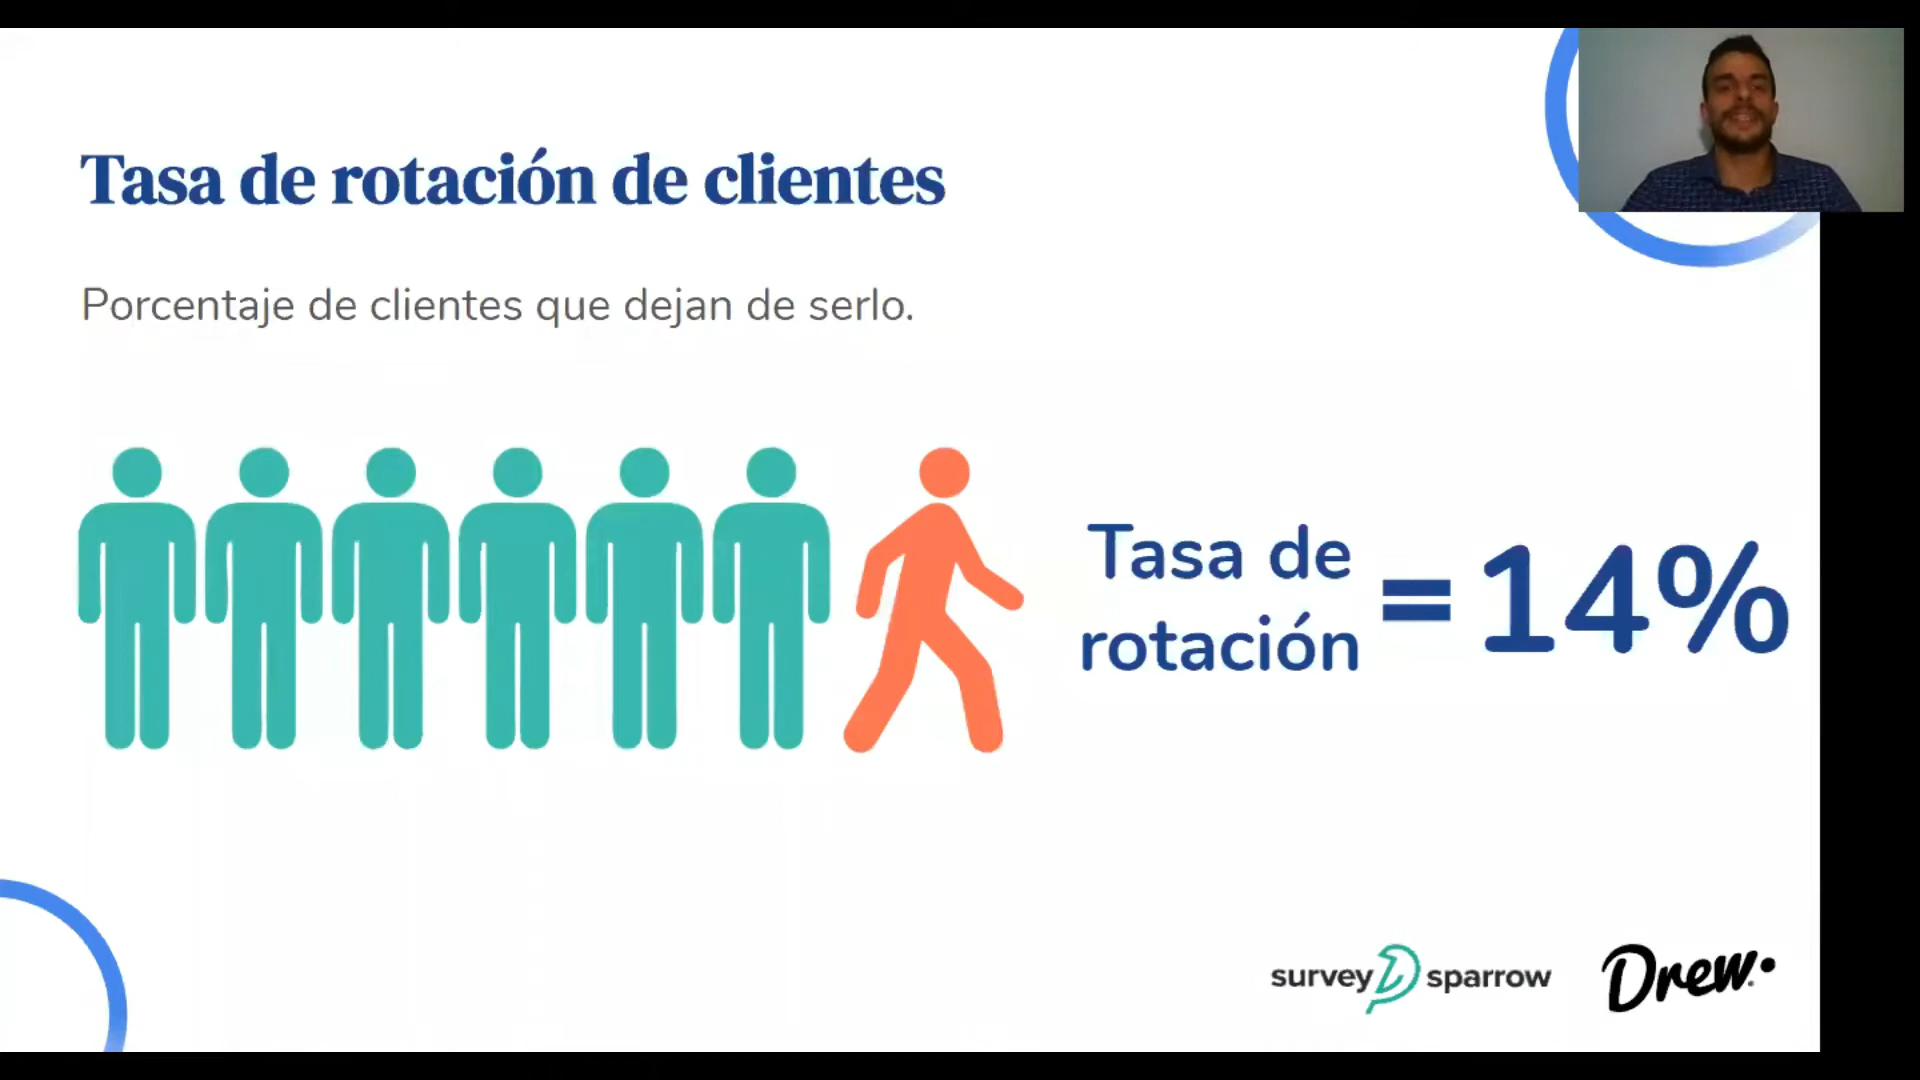 Tasa de rotación de clientes
Porcentaje de clientes que dejan de serlo.
Tasa de
rotación
= 14%
survey sparrow
Drew.